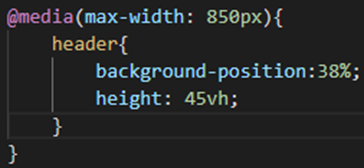 @media(max-width: 850px){
    header{
        background-position:38%;
        height: 45vh;
    }
}